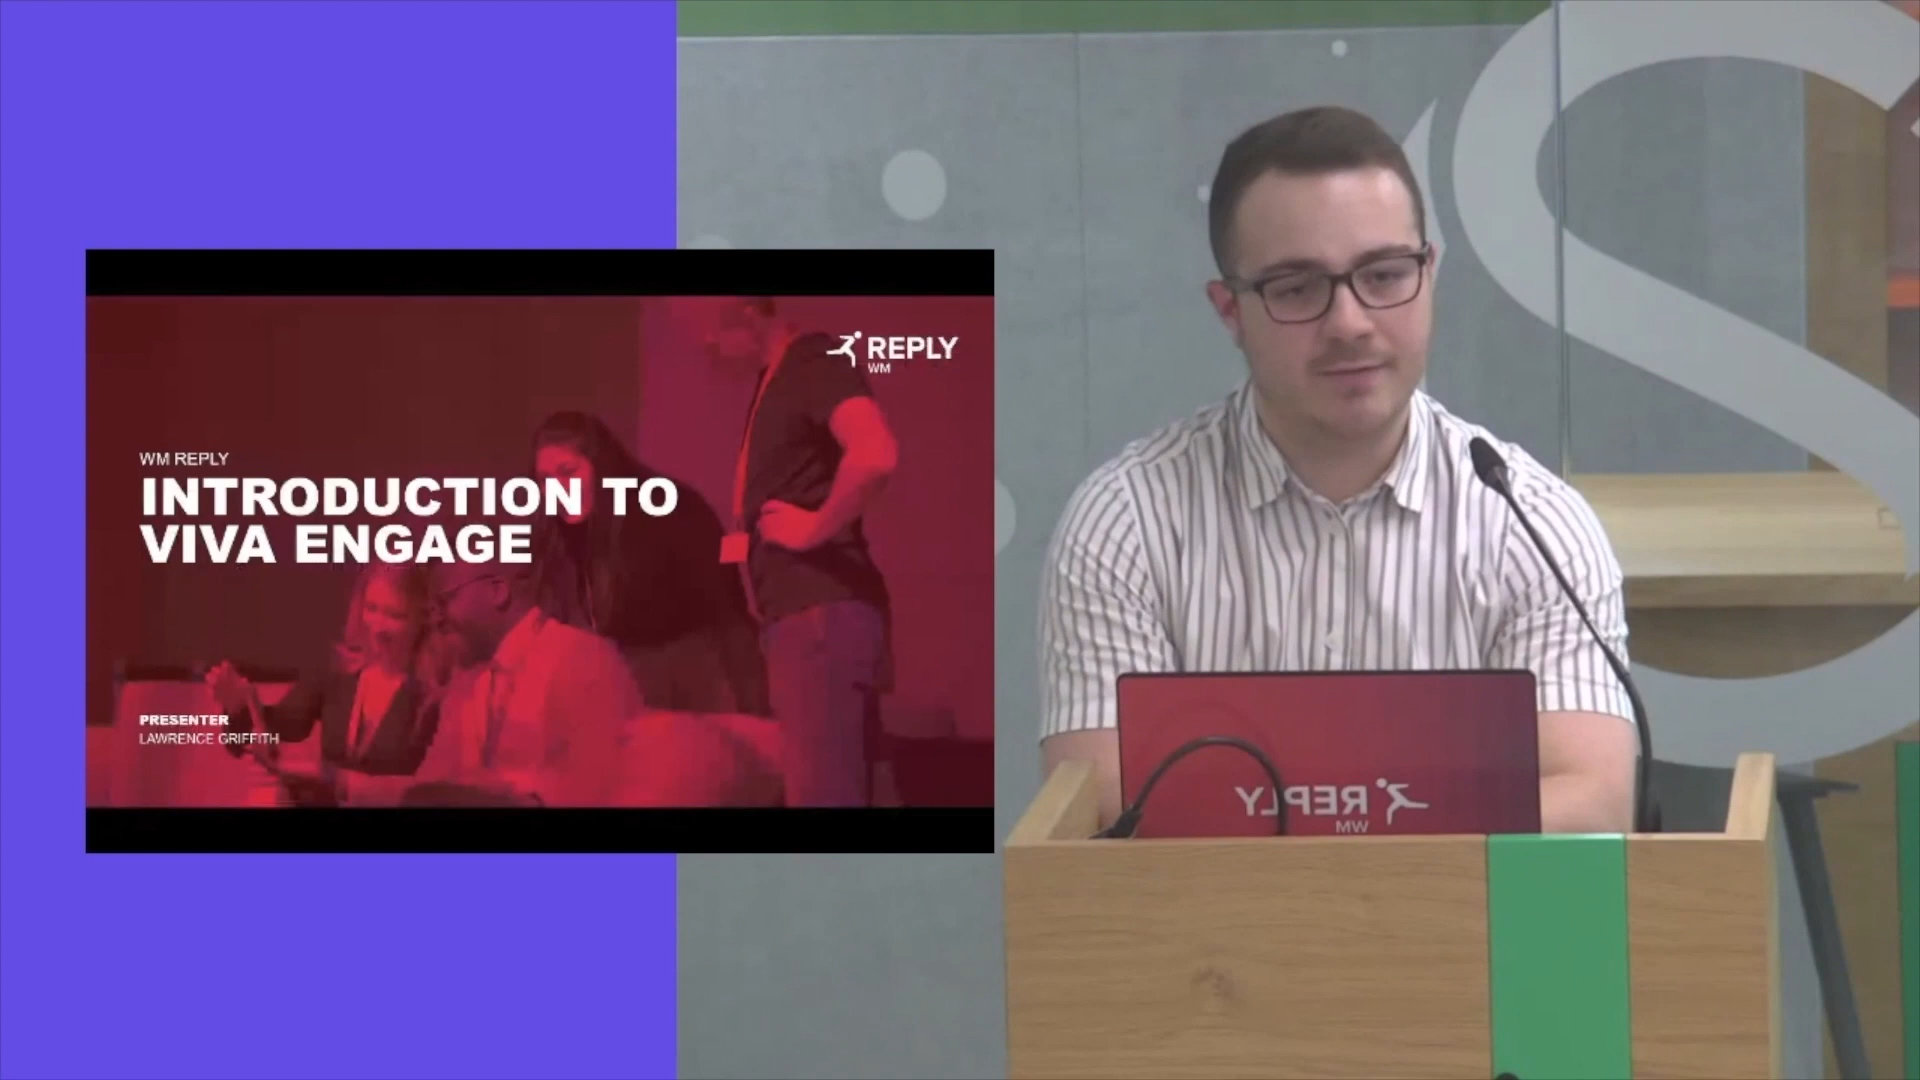 REPLY
WM
WM REPLY
INTRODUCTION TO
VIVA ENGAGE
PRESENTER
LAWRENCE GRIFFITH
REPLY
WM